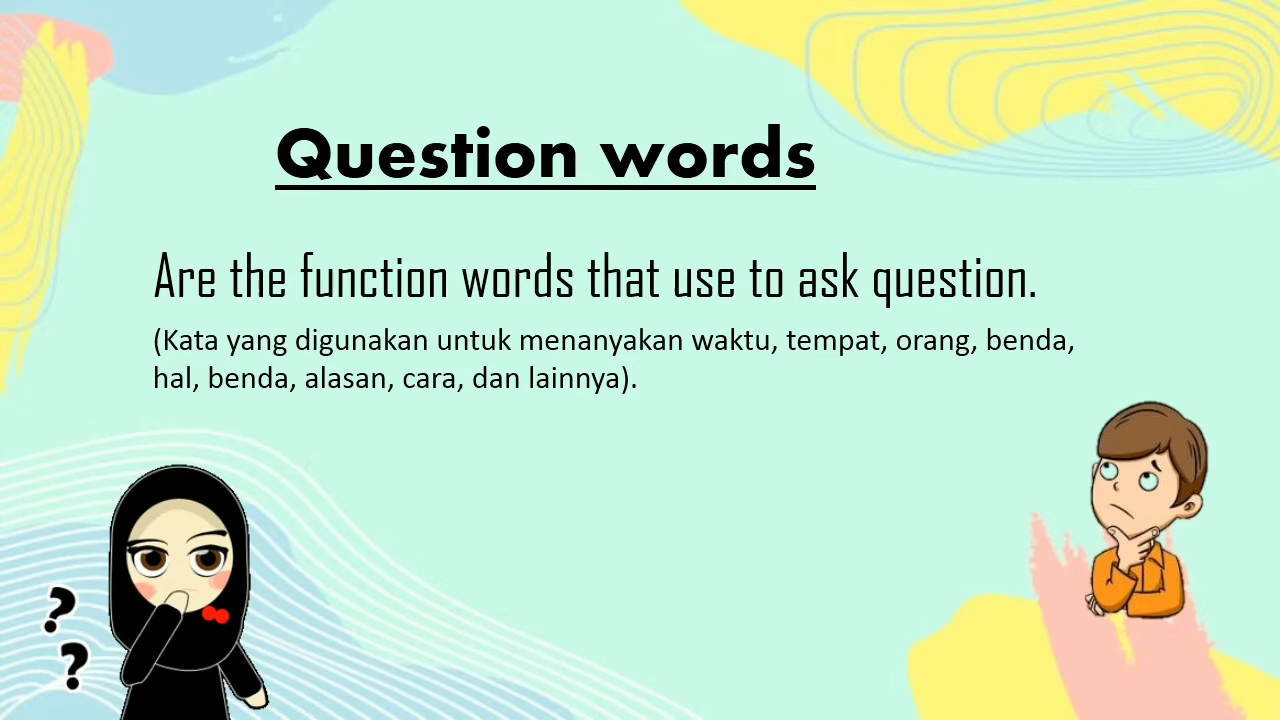 Question words
Are the function words that use to ask question.
(Kata yang digunakan untuk menanyakan waktu, tempat, orang, benda,
hal, benda, alasan, cara, dan lainnya).
?
?